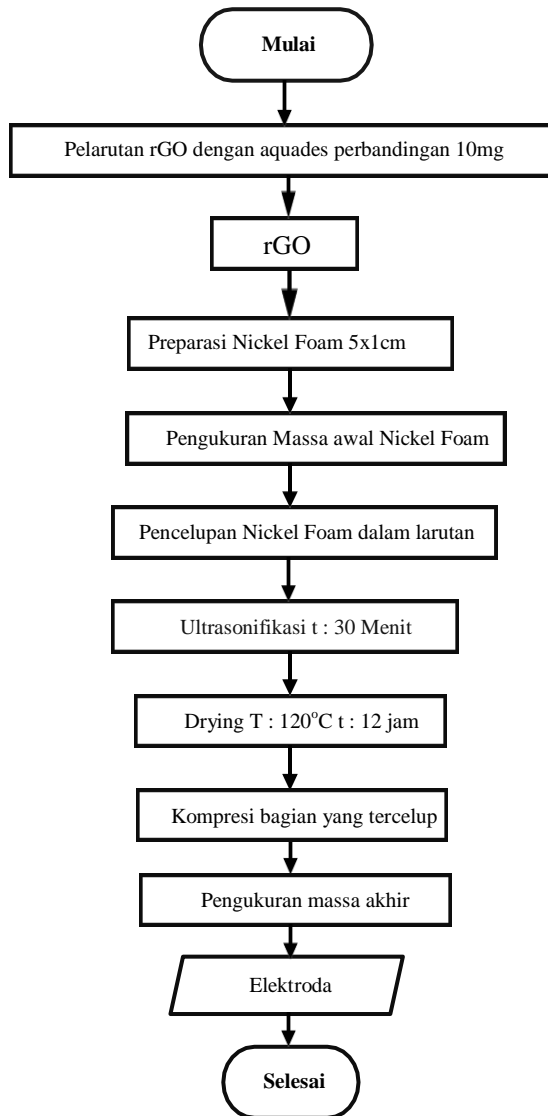 Mulai
Pelarutan rGO dengan aquades perbandingan 10mg
rGO
Preparasi Nickel Foam 5x1cm
Pengukuran Massa awal Nickel Foam
Pencelupan Nickel Foam dalam larutan
Ultrasonifikasi t : 30 Menit
Drying T : 120°C t : 12 jam
Kompresi bagian yang tercelup
Pengukuran massa akhir
Elektroda
Selesai